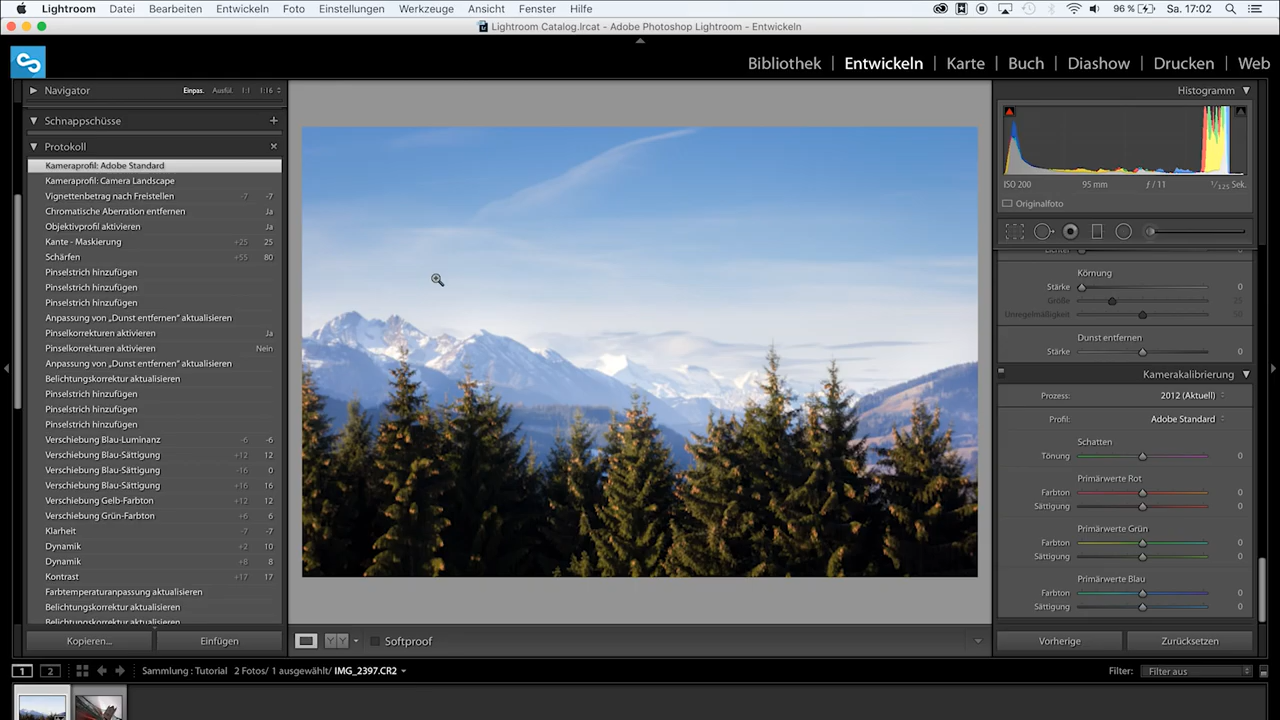 Lightroom Datei Bearbeiten Entwickeln Foto Einstellungen Werkzeuge Ansicht Fenster Hilfe 96 % Sa. 17:02
Lightroom Catalog.lrcat - Adobe Photoshop Lightroom - Entwickeln
Bibliothek Entwickeln Karte Buch Diashow Drucken Web
Navigator Einpas. Ausfül. 1:1 1:16
Schnappschüsse
Protokoll
Kameraprofil: Adobe Standard
Kameraprofil: Camera Landscape
Vignettenbetrag nach Freistellen -7 -7
Chromatische Aberration entfernen Ja
Objektivprofil aktivieren Ja
Kante - Maskierung +25 25
Schärfen +55 80
Pinselstrich hinzufügen
Pinselstrich hinzufügen
Pinselstrich hinzufügen
Anpassung von „Dunst entfernen“ aktualisieren
Pinselkorrekturen aktivieren Ja
Pinselkorrekturen aktivieren Nein
Anpassung von „Dunst entfernen“ aktualisieren
Belichtungskorrektur aktualisieren
Pinselstrich hinzufügen
Pinselstrich hinzufügen
Pinselstrich hinzufügen
Verschiebung Blau-Luminanz -6 -6
Verschiebung Blau-Sättigung +12 12
Verschiebung Blau-Sättigung -16 0
Verschiebung Blau-Sättigung +16 16
Verschiebung Gelb-Farbton +12 12
Verschiebung Grün-Farbton +6 6
Klarheit -7 -7
Dynamik +2 10
Dynamik +8 8
Kontrast +17 17
Farbtemperaturanpassung aktualisieren
Belichtungskorrektur aktualisieren
Belichtungskorrektur aktualisieren
Kopieren... Einfügen
YY Softproof
Histogramm
ISO 200 95 mm ƒ / 11 1/125 Sek.
Originalfoto
Lichter 0
Körnung
Stärke 0
Größe 25
Unregelmäßigkeit 50
Dunst entfernen
Stärke 0
Kamerakalibrierung
Prozess: 2012 (Aktuell)
Profil: Adobe Standard
Schatten
Tönung 0
Primärwerte Rot
Farbton 0
Sättigung 0
Primärwerte Grün
Farbton 0
Sättigung 0
Primärwerte Blau
Farbton 0
Sättigung 0
Vorherige Zurücksetzen
1 2 Sammlung : Tutorial 2 Fotos/ 1 ausgewählt/ IMG_2397.CR2 Filter: Filter aus